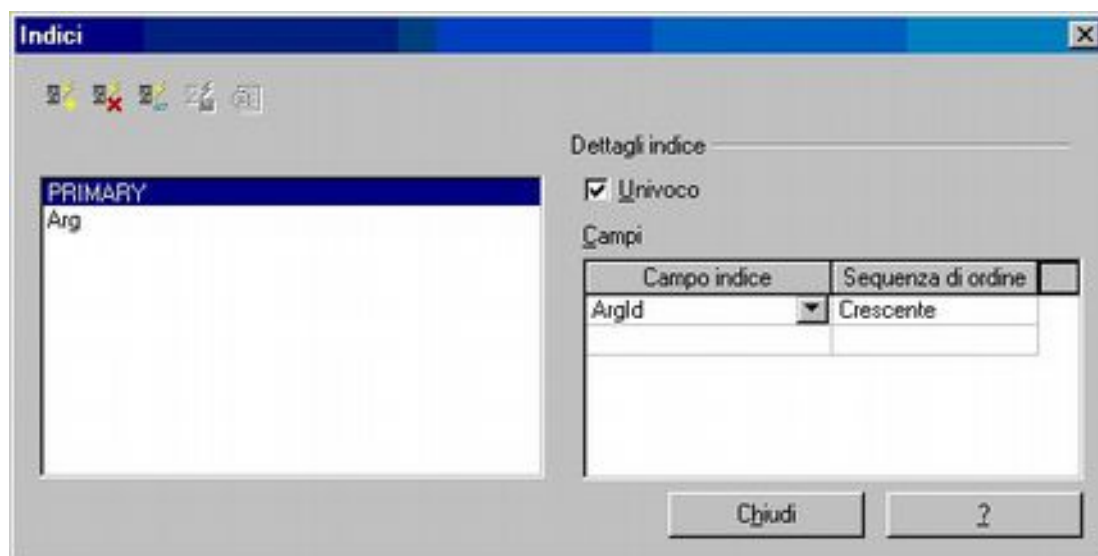 Indici
Dettagli indice
PRIMARY
Arg
Univoco
Campi
Campo indice Sequenza di ordine
ArgId Crescente
Chiudi ?